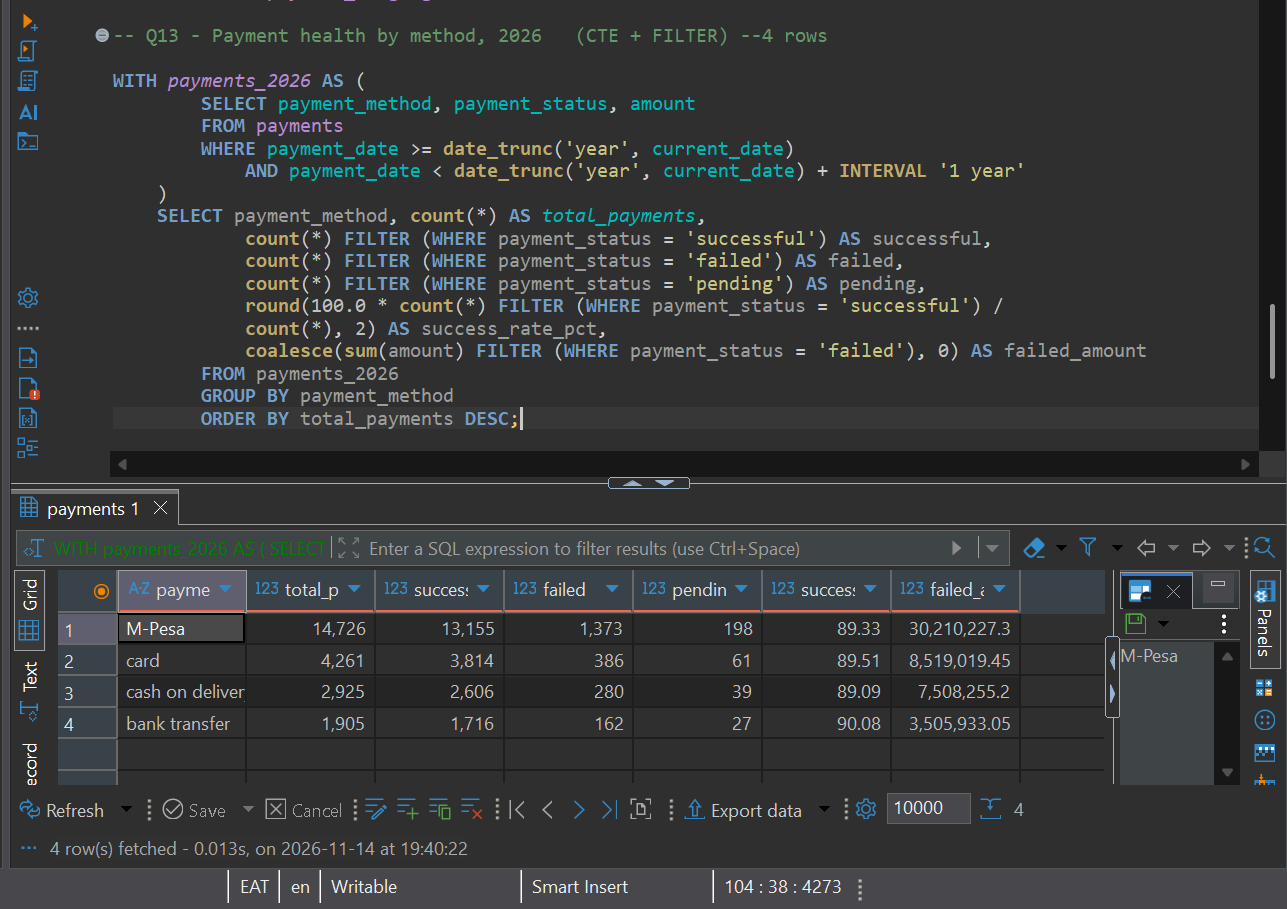 AI
-- Q13 - Payment health by method, 2026   (CTE + FILTER) --4 rows
WITH payments_2026 AS (
SELECT payment_method, payment_status, amount
FROM payments
WHERE payment_date >= date_trunc('year', current_date)
AND payment_date < date_trunc('year', current_date) + INTERVAL '1 year'
)
SELECT payment_method, count(*) AS total_payments,
count(*) FILTER (WHERE payment_status = 'successful') AS successful,
count(*) FILTER (WHERE payment_status = 'failed') AS failed,
count(*) FILTER (WHERE payment_status = 'pending') AS pending,
round(100.0 * count(*) FILTER (WHERE payment_status = 'successful') /
count(*), 2) AS success_rate_pct,
coalesce(sum(amount) FILTER (WHERE payment_status = 'failed'), 0) AS failed_amount
FROM payments_2026
GROUP BY payment_method
ORDER BY total_payments DESC;
payments 1
WITH payments_2026 AS ( SELECT Enter a SQL expression to filter results (use Ctrl+Space)
Grid
Text
ecord
A-Z payme 123 total_p 123 succes 123 failed 123 pendin 123 succes 123 failed_a
1 M-Pesa 14,726 13,155 1,373 198 89.33 30,210,227.3
2 card 4,261 3,814 386 61 89.51 8,519,019.45
3 cash on deliver 2,925 2,606 280 39 89.09 7,508,255.2
4 bank transfer 1,905 1,716 162 27 90.08 3,505,933.05
M-Pesa
Panels
Refresh Save Cancel Export data 10000 4
4 row(s) fetched - 0.013s, on 2026-11-14 at 19:40:22
EAT en Writable Smart Insert 104 : 38 : 4273